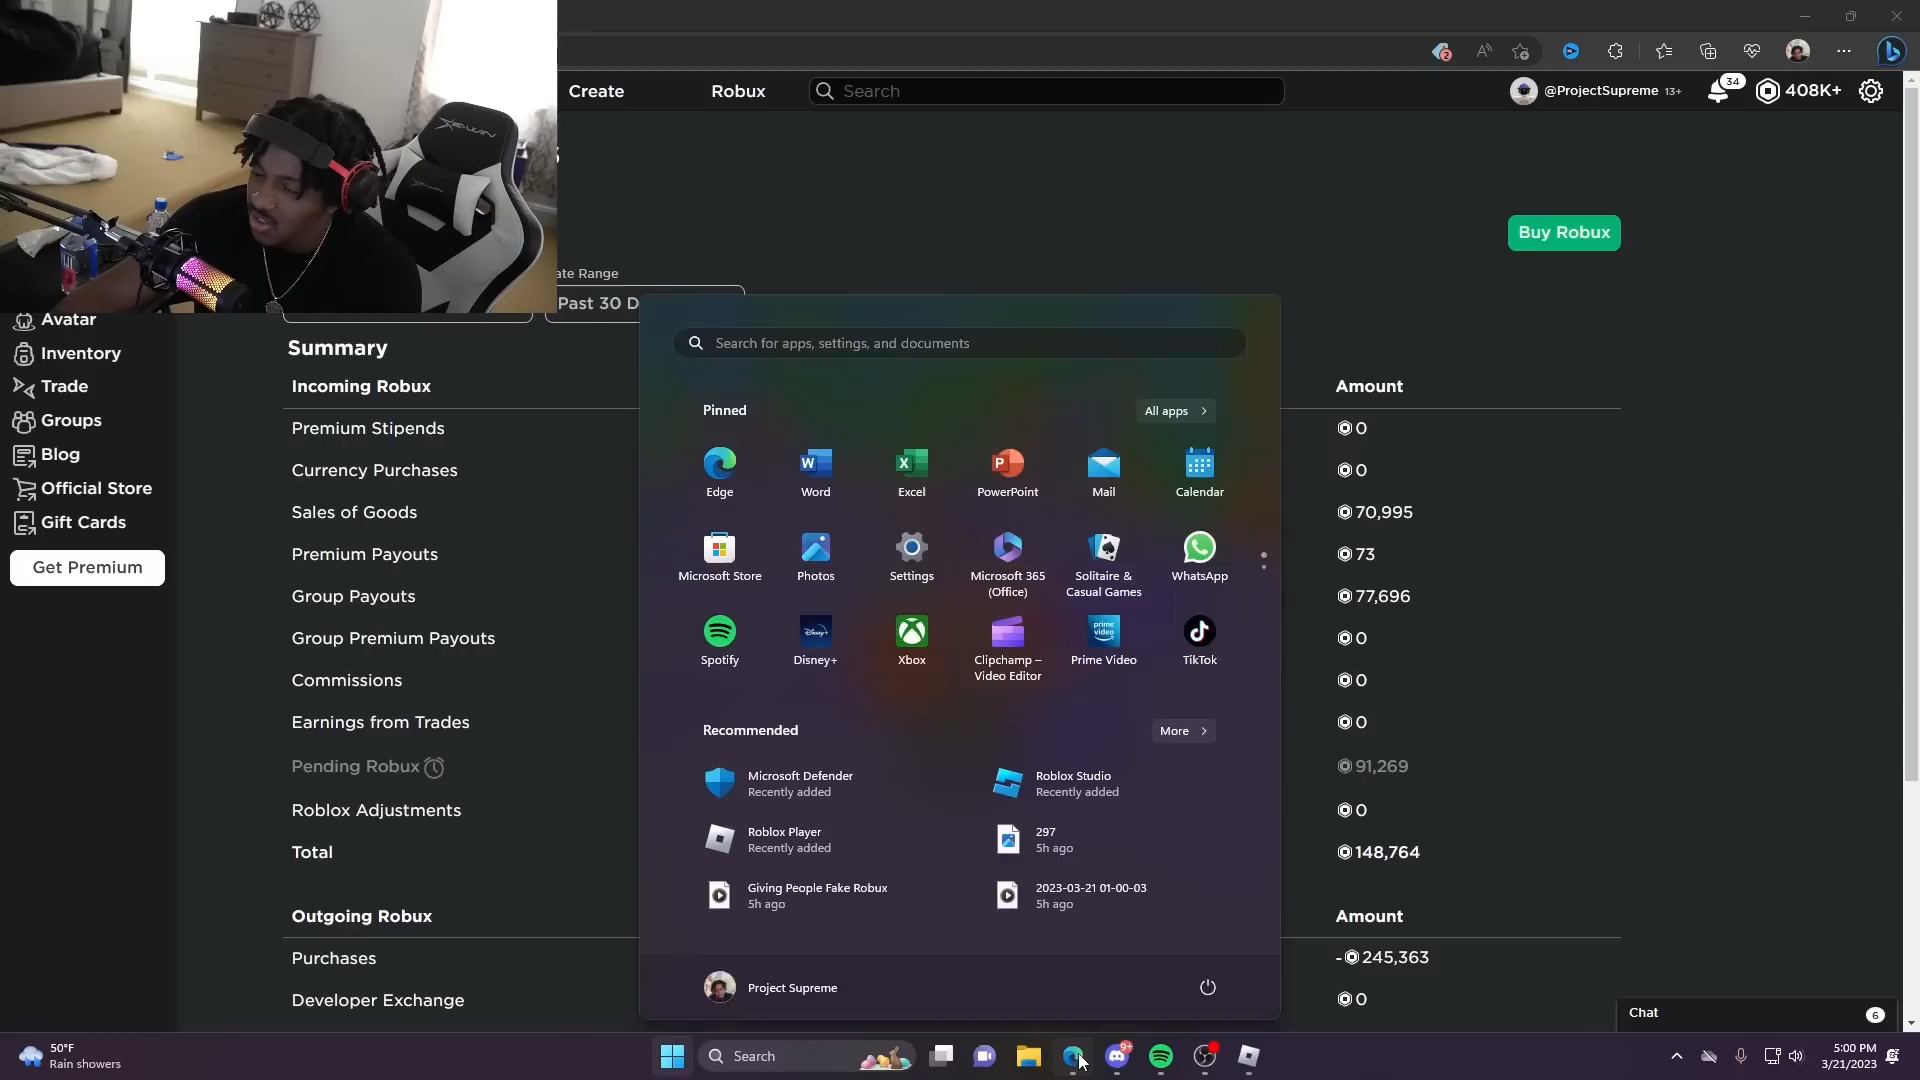 Create
Robux
Search
@ProjectSupreme 13+
34
408K+
2
Buy Robux
ate Range
Past 30 D
Avatar
Inventory
Trade
Groups
Blog
Official Store
Gift Cards
Get Premium
Summary
Incoming Robux
Amount
Premium Stipends
0
Currency Purchases
0
Sales of Goods
70,995
Premium Payouts
73
Group Payouts
77,696
Group Premium Payouts
0
Commissions
0
Earnings from Trades
0
Pending Robux
91,269
Roblox Adjustments
0
Total
148,764
Outgoing Robux
Amount
Purchases
-245,363
Developer Exchange
0
Search for apps, settings, and documents
Pinned
All apps
Edge
Word
Excel
PowerPoint
Mail
Calendar
Microsoft Store
Photos
Settings
Microsoft 365
(Office)
Solitaire &
Casual Games
WhatsApp
Spotify
Disney+
Xbox
Clipchamp –
Video Editor
prime
video
Prime Video
TikTok
Recommended
More
Microsoft Defender
Recently added
Roblox Studio
Recently added
Roblox Player
Recently added
297
5h ago
Giving People Fake Robux
5h ago
2023-03-21 01-00-03
5h ago
Project Supreme
Chat
6
50°F
Rain showers
Search
9+
5:00 PM
3/21/2023